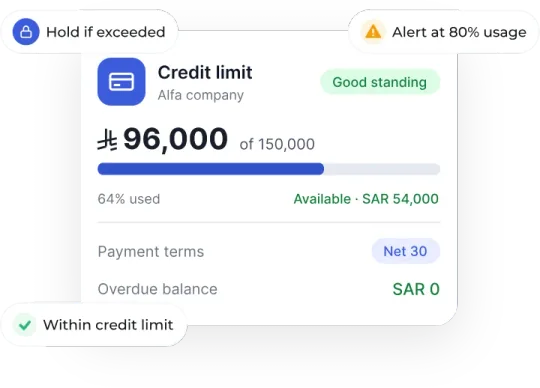 Hold if exceeded
Alert at 80% usage
Credit limit
Alfa company
Good standing
⃁ 96,000 of 150,000
64% used
Available · SAR 54,000
Payment terms
Net 30
Overdue balance
SAR 0
Within credit limit